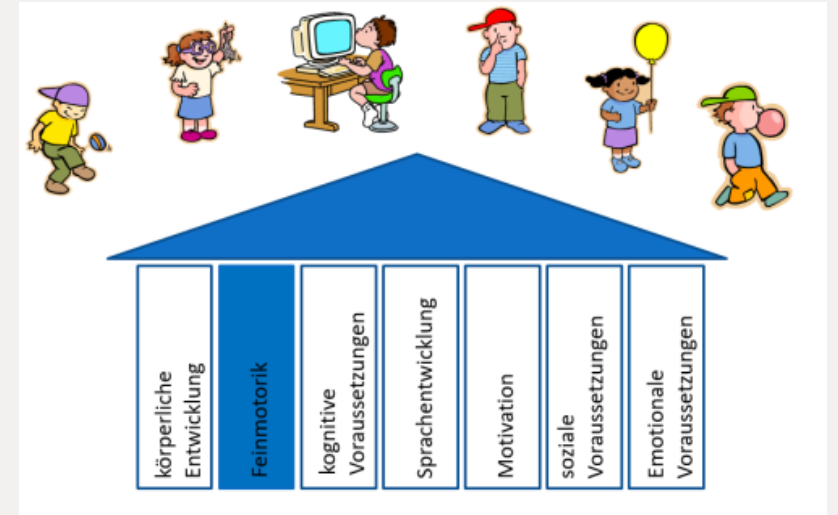 körperliche
Entwicklung
Feinmotorik
kognitive
Voraussetzungen
Sprachentwicklung
Motivation
soziale
Voraussetzungen
Emotionale
Voraussetzungen